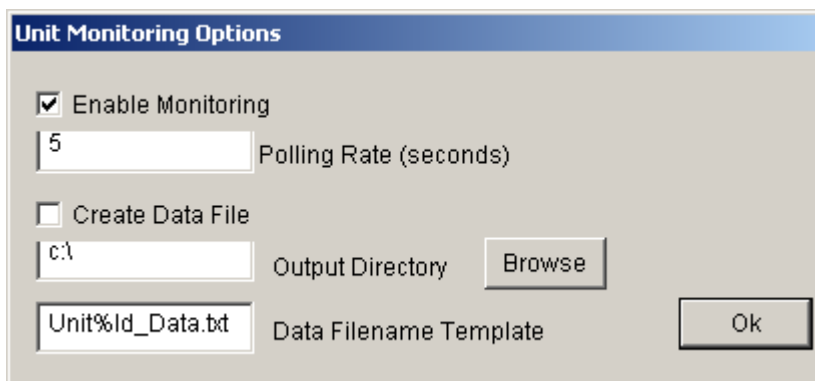 Unit Monitoring Options
Enable Monitoring
5 Polling Rate (seconds)
Create Data File
c:\ Output Directory Browse
Unit%ld_Data.txt Data Filename Template Ok